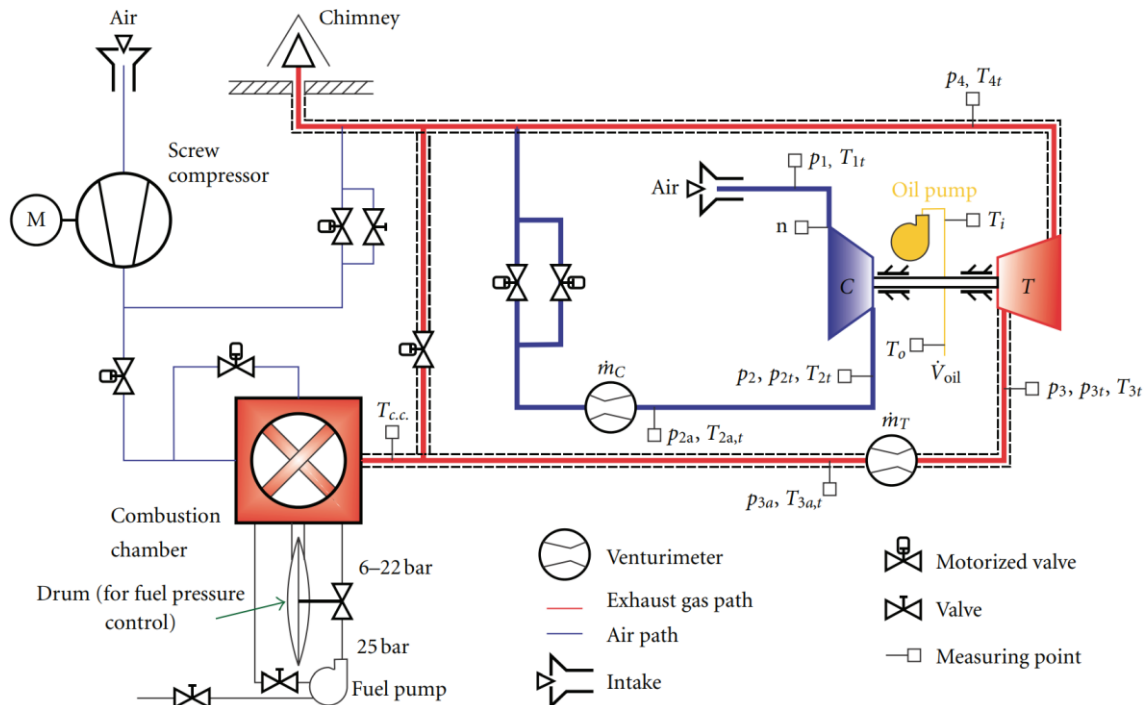 Air
Chimney
Screw
compressor
M
p4, T4t
p1, T1t
Air
n
Oil pump
Ti
C
T
To
V̇oil
p2, p2t, T2t
p3, p3t, T3t
ṁC
ṁT
Tc.c.
p2a, T2a,t
p3a, T3a,t
Combustion
chamber
6–22 bar
Drum (for fuel pressure
control)
25 bar
Fuel pump
Venturimeter
Exhaust gas path
Air path
Intake
Motorized valve
Valve
Measuring point